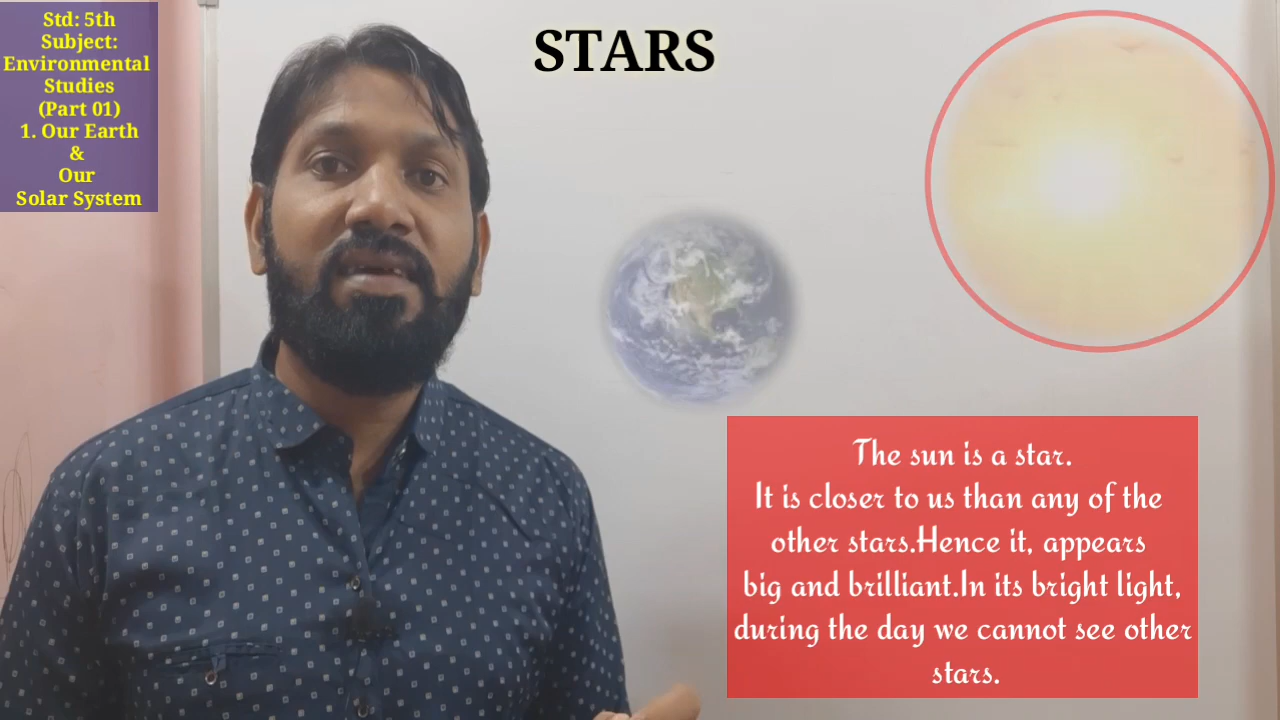 Std: 5th
Subject:
Environmental
Studies
(Part 01)
1. Our Earth
&
Our
Solar System
STARS
The sun is a star.
It is closer to us than any of the
other stars.Hence it, appears
big and brilliant.In its bright light,
during the day we cannot see other
stars.